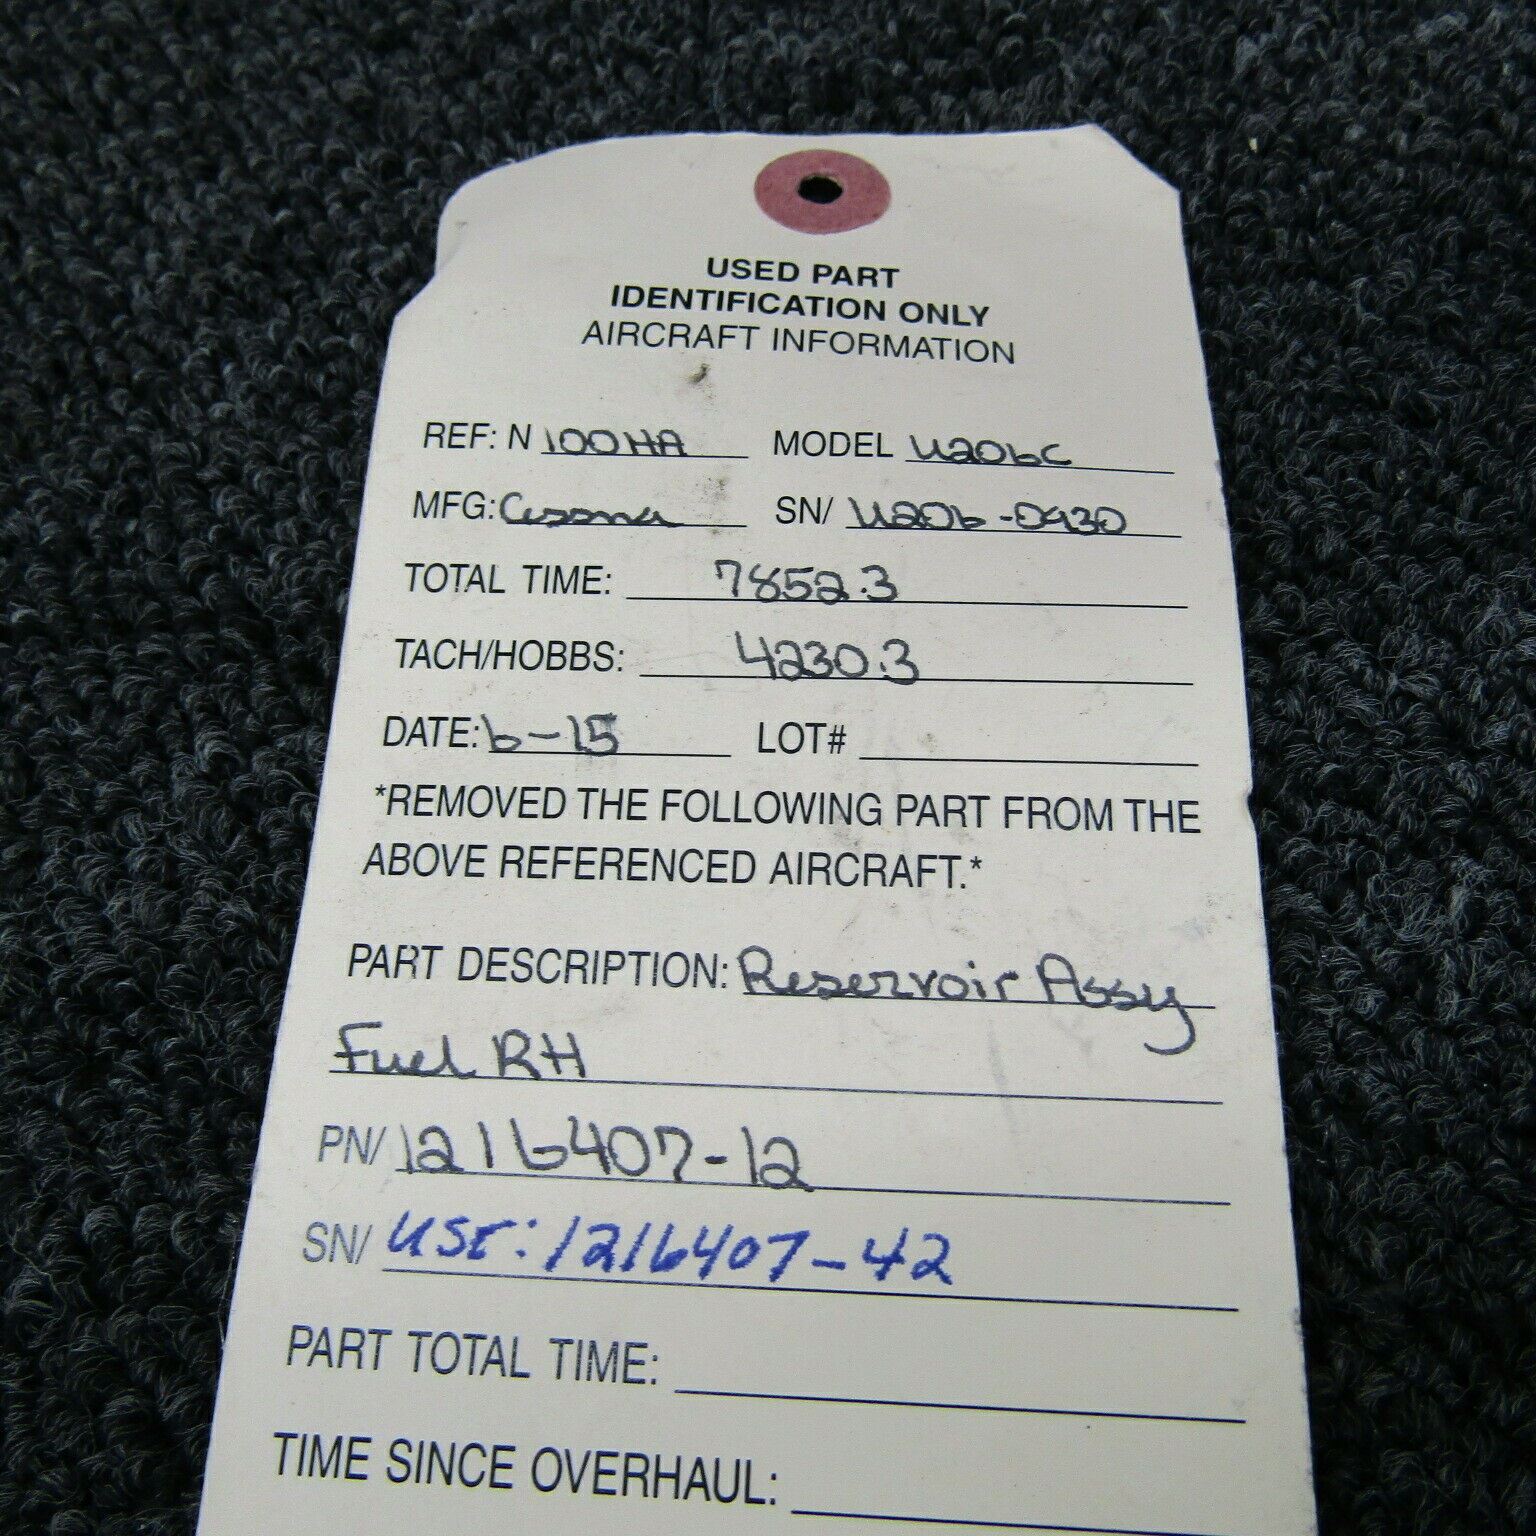 USED PART
IDENTIFICATION ONLY
AIRCRAFT INFORMATION
REF: N 100HA MODEL U206C
MFG: Cessna SN/ U206-0930
TOTAL TIME: 7852.3
TACH/HOBBS: 4230.3
DATE: 6-15 LOT#
*REMOVED THE FOLLOWING PART FROM THE
ABOVE REFERENCED AIRCRAFT.*
PART DESCRIPTION: Reservoir Assy
Fuel RH
PN/ 1216407-12
SN/ USE: 1216407-42
PART TOTAL TIME:
TIME SINCE OVERHAUL: